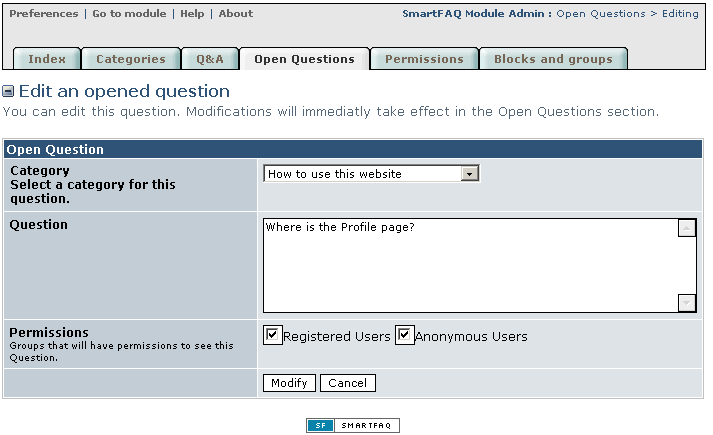 Preferences | Go to module | Help | About
SmartFAQ Module Admin : Open Questions > Editing
Index Categories Q&A Open Questions Permissions Blocks and groups
Edit an opened question
You can edit this question. Modifications will immediatly take effect in the Open Questions section.
Open Question
Category
Select a category for this
question.
How to use this website
Question
Where is the Profile page?
Permissions
Groups that will have permissions to see this
Question.
Registered Users Anonymous Users
Modify Cancel
SF SMARTFAQ